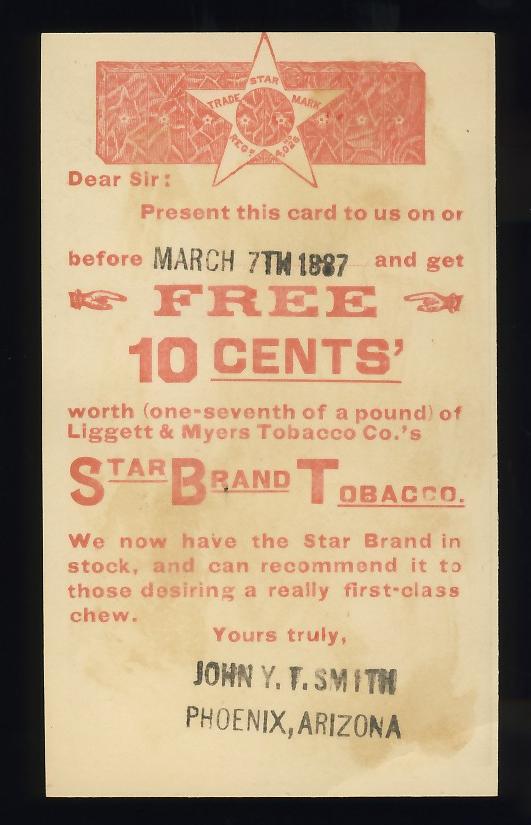 STAR
TRADE MARK
REG. 4,026
Dear Sir:
Present this card to us on or
before MARCH 7TH 1887 and get
FREE
10 CENTS'
worth (one-seventh of a pound) of
Liggett & Myers Tobacco Co.'s
STAR BRAND TOBACCO.
We now have the Star Brand in
stock, and can recommend it to
those desiring a really first-class
chew.
Yours truly,
JOHN Y. T. SMITH
PHOENIX, ARIZONA